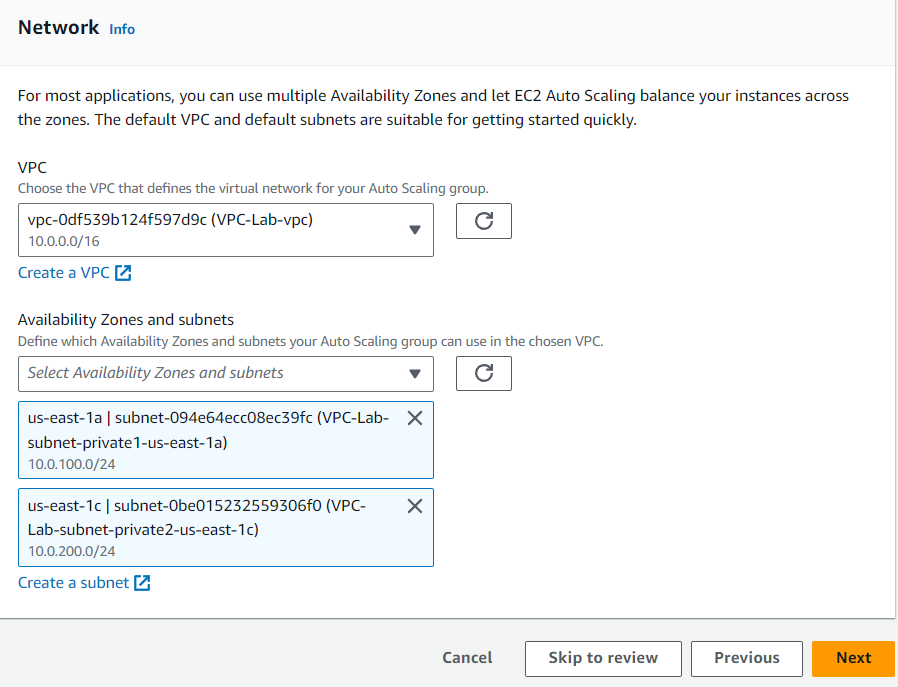 Network Info
For most applications, you can use multiple Availability Zones and let EC2 Auto Scaling balance your instances across
the zones. The default VPC and default subnets are suitable for getting started quickly.
VPC
Choose the VPC that defines the virtual network for your Auto Scaling group.
vpc-0df539b124f597d9c (VPC-Lab-vpc)
10.0.0.0/16
Create a VPC
Availability Zones and subnets
Define which Availability Zones and subnets your Auto Scaling group can use in the chosen VPC.
Select Availability Zones and subnets
us-east-1a | subnet-094e64ecc08ec39fc (VPC-Lab-
subnet-private1-us-east-1a)
10.0.100.0/24
us-east-1c | subnet-0be015232559306f0 (VPC-
Lab-subnet-private2-us-east-1c)
10.0.200.0/24
Create a subnet
Cancel Skip to review Previous Next